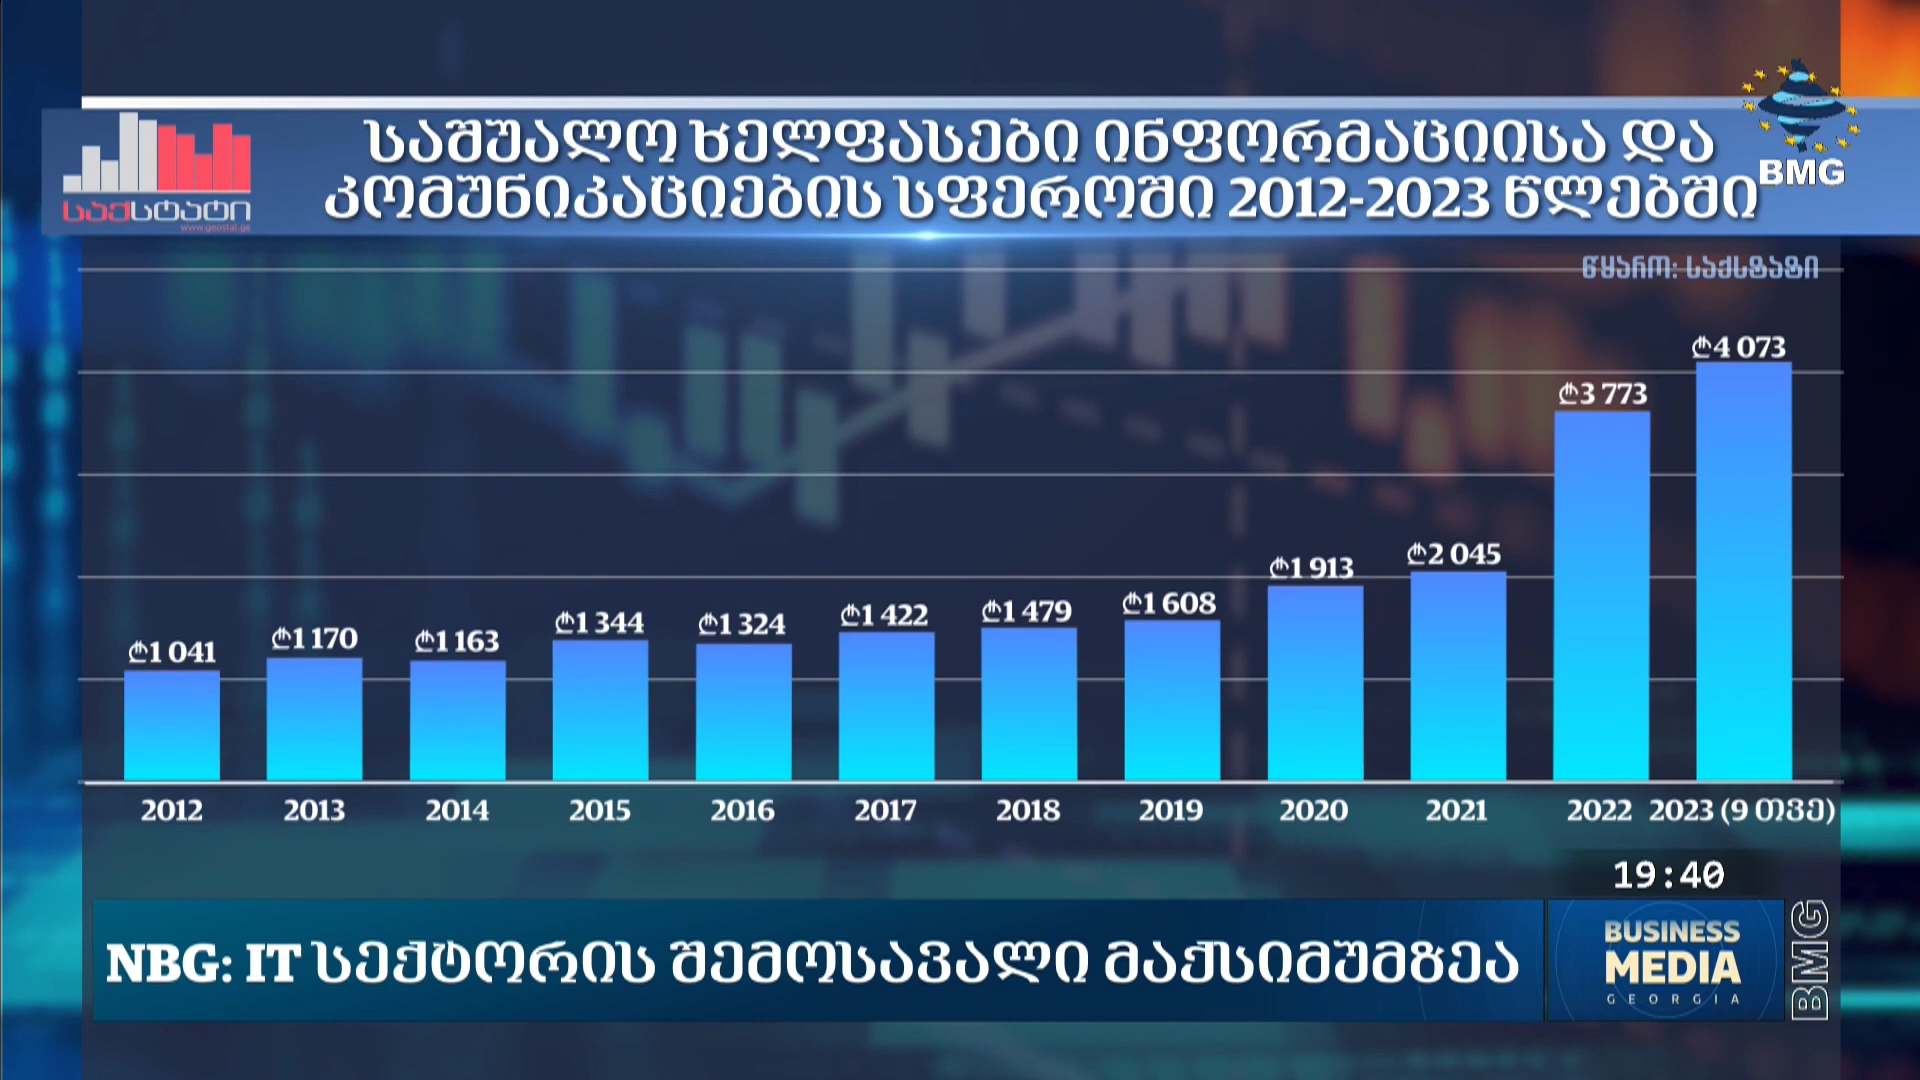 საშუალო ხელფასები ინფორმაციისა და
კომუნიკაციების სფეროში 2012-2023 წლებში
საქსტატი
www.geostat.ge
BMG
წყარო: საქსტატი
₾1 041
₾1 170
₾1 163
₾1 344
₾1 324
₾1 422
₾1 479
₾1 608
₾1 913
₾2 045
₾3 773
₾4 073
2012 2013 2014 2015 2016 2017 2018 2019 2020 2021 2022 2023 (9 თვე)
19:40
NBG: IT სექტორის შემოსავალი მაქსიმუმზეა
BUSINESS
MEDIA
GEORGIA
BMG